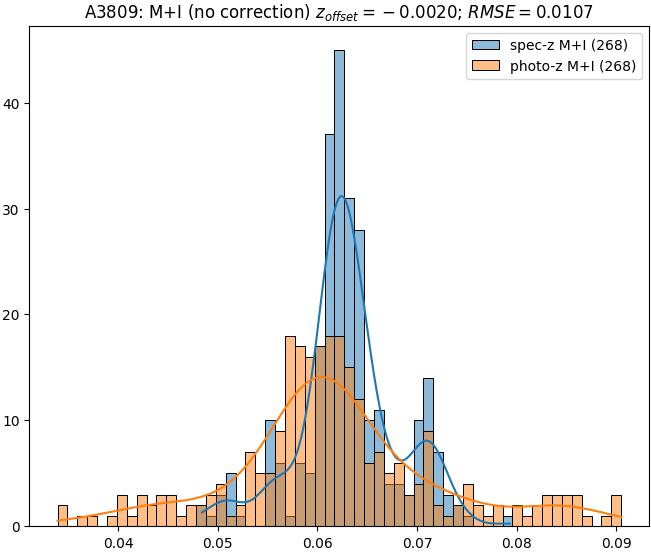 A3809: M+I (no correction) z_offset = −0.0020; RMSE = 0.0107
spec-z M+I (268)
photo-z M+I (268)
40
30
20
10
0
0.04 0.05 0.06 0.07 0.08 0.09